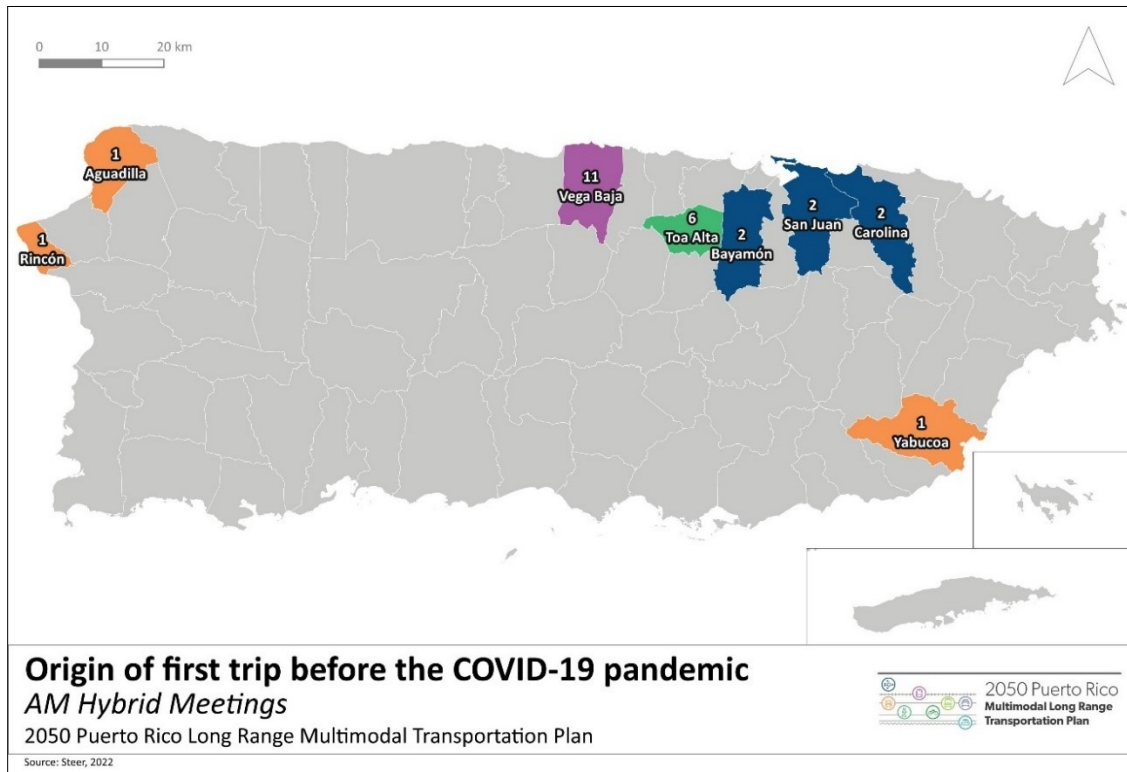 0 10 20 km
1
Aguadilla
1
Rincón
11
Vega Baja
6
Toa Alta
2
Bayamón
2
San Juan
2
Carolina
1
Yabucoa
Origin of first trip before the COVID-19 pandemic
AM Hybrid Meetings
2050 Puerto Rico Long Range Multimodal Transportation Plan
Source: Steer, 2022
2050 Puerto Rico
Multimodal Long Range
Transportation Plan